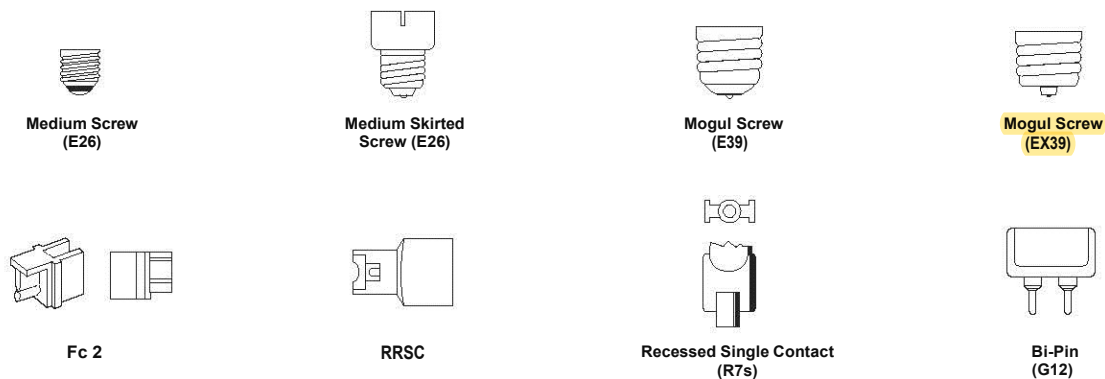 Medium Screw
(E26)
Medium Skirted
Screw (E26)
Mogul Screw
(E39)
Mogul Screw
(EX39)
Fc 2
RRSC
Recessed Single Contact
(R7s)
Bi-Pin
(G12)